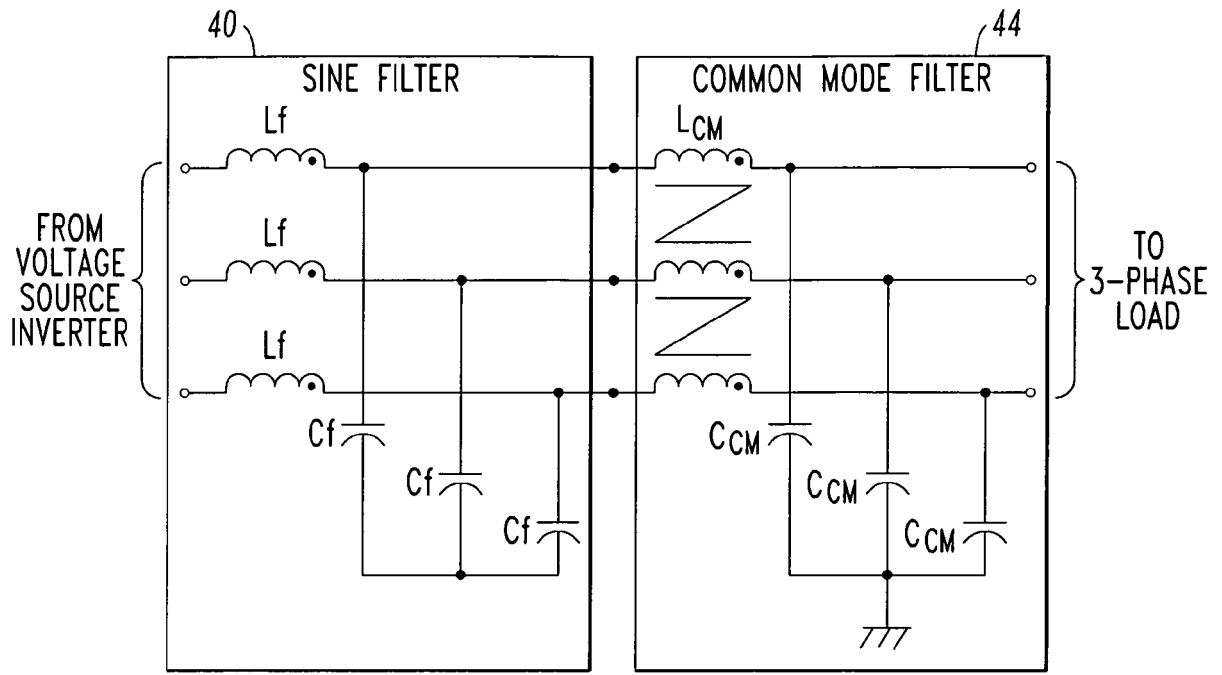 40
44
SINE FILTER
COMMON MODE FILTER
Lf
LCM
Lf
Lf
FROM
VOLTAGE
SOURCE
INVERTER
TO
3-PHASE
LOAD
Cf
Cf
Cf
CCM
CCM
CCM